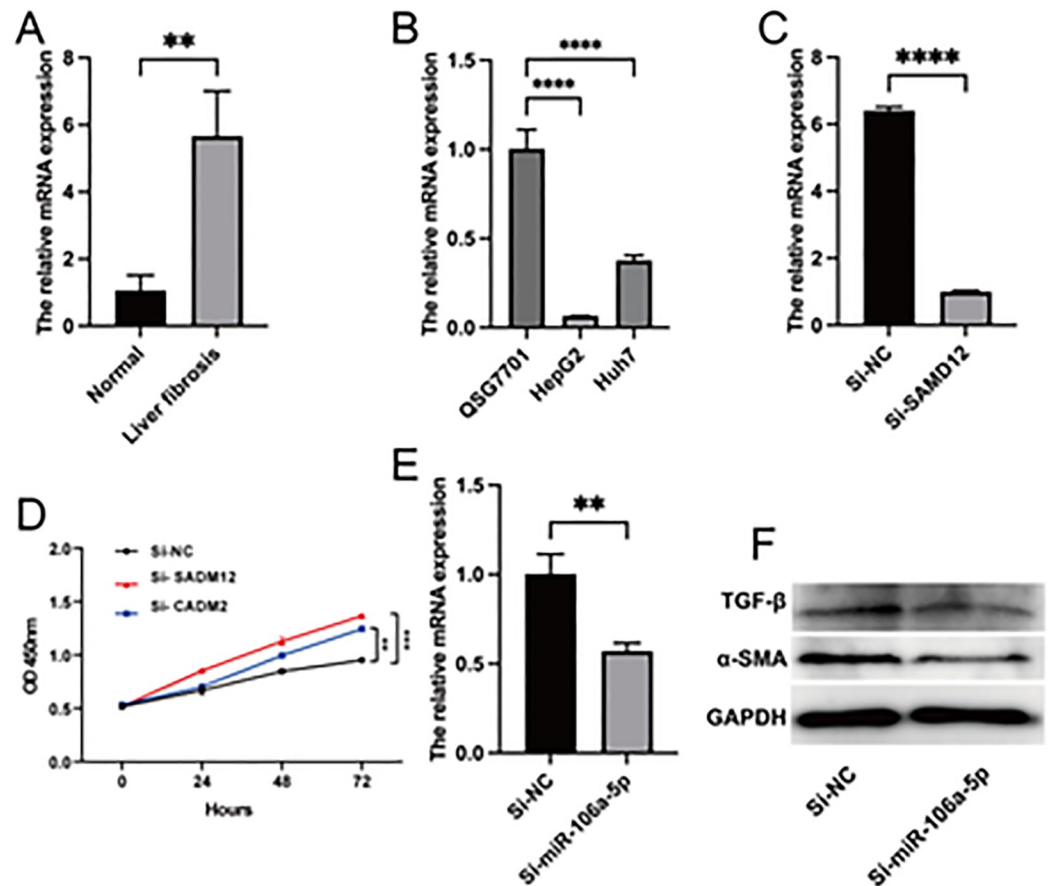 A
The relative mRNA expression
8
6
4
2
0
**
Normal
Liver fibrosis
B
The relative mRNA expression
1.5
1.0
0.5
0.0
****
****
QSG7701
HepG2
Huh7
C
The relative mRNA expression
8
6
4
2
0
****
Si-NC
Si-SAMD12
D
OD 450nm
2.0
1.5
1.0
0.5
0.0
Si-NC
Si- SADM12
Si- CADM2
**
***
0
24
48
72
Hours
E
The relative mRNA expression
1.5
1.0
0.5
0.0
**
Si-NC
Si-miR-106a-5p
F
TGF-β
α-SMA
GAPDH
Si-NC
Si-miR-106a-5p